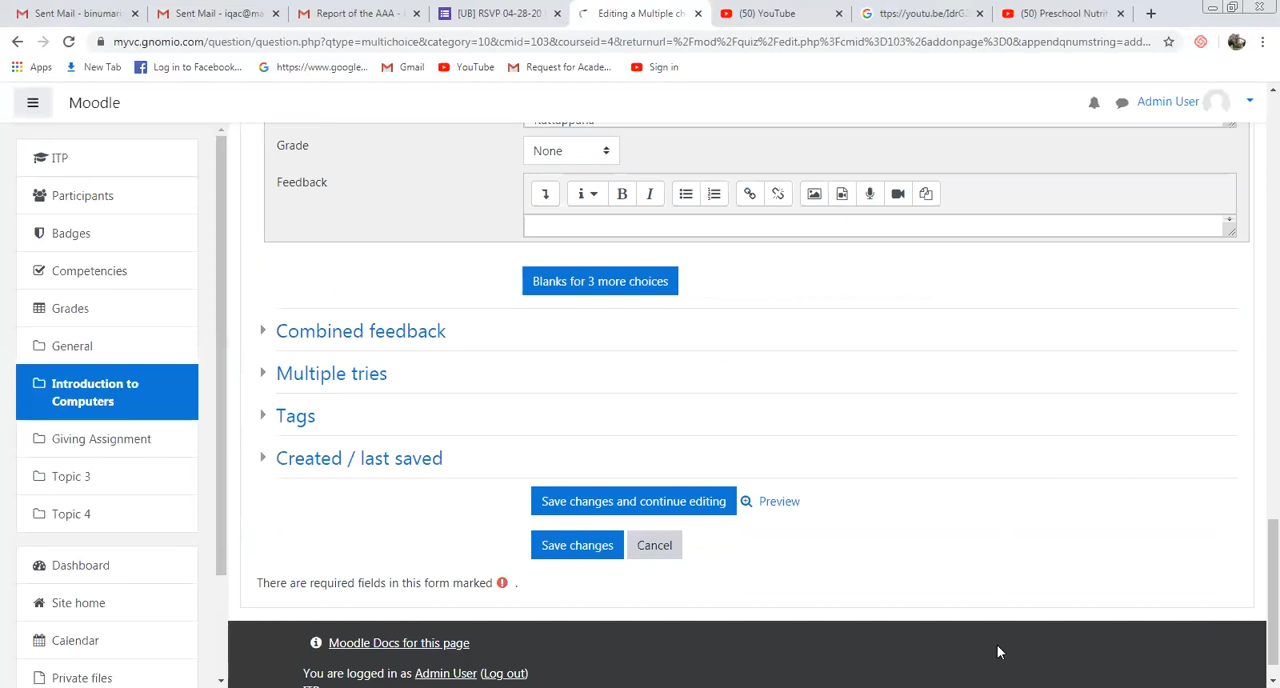 Sent Mail - binumari
Sent Mail - iqac@ma
Report of the AAA -
[UB] RSVP 04-28-20
Editing a Multiple ch
(50) YouTube
ttps://youtu.be/IdrG
(50) Preschool Nutri
myvc.gnomio.com/question/question.php?qtype=multichoice&category=10&cmid=103&courseid=4&returnurl=%2Fmod%2Fquiz%2Fedit.php%3Fcmid%3D103%26addonpage%3D0&appendqnumstring=add...
Apps
New Tab
Log in to Facebook...
https://www.google...
Gmail
YouTube
Request for Acade...
Sign in
Moodle
Admin User
ITP
Participants
Badges
Competencies
Grades
General
Introduction to
Computers
Giving Assignment
Topic 3
Topic 4
Dashboard
Site home
Calendar
Private files
Grade
None
Feedback
Blanks for 3 more choices
Combined feedback
Multiple tries
Tags
Created / last saved
Save changes and continue editing
Preview
Save changes
Cancel
There are required fields in this form marked .
Moodle Docs for this page
You are logged in as Admin User (Log out)
ITP